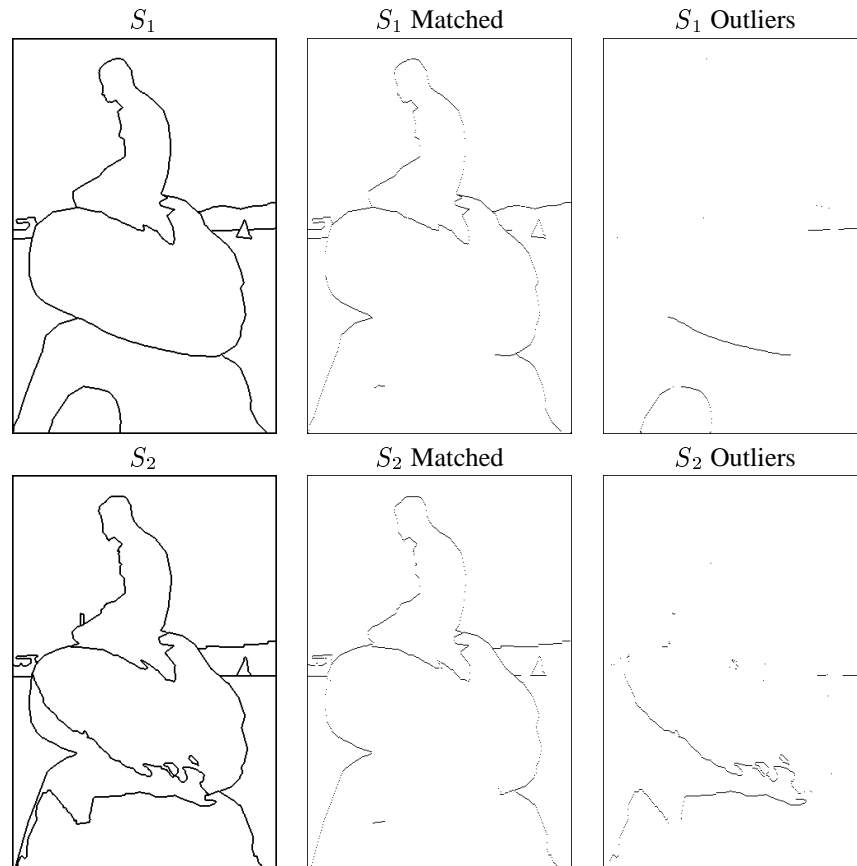 S₁
S₁ Matched
S₁ Outliers
S₂
S₂ Matched
S₂ Outliers